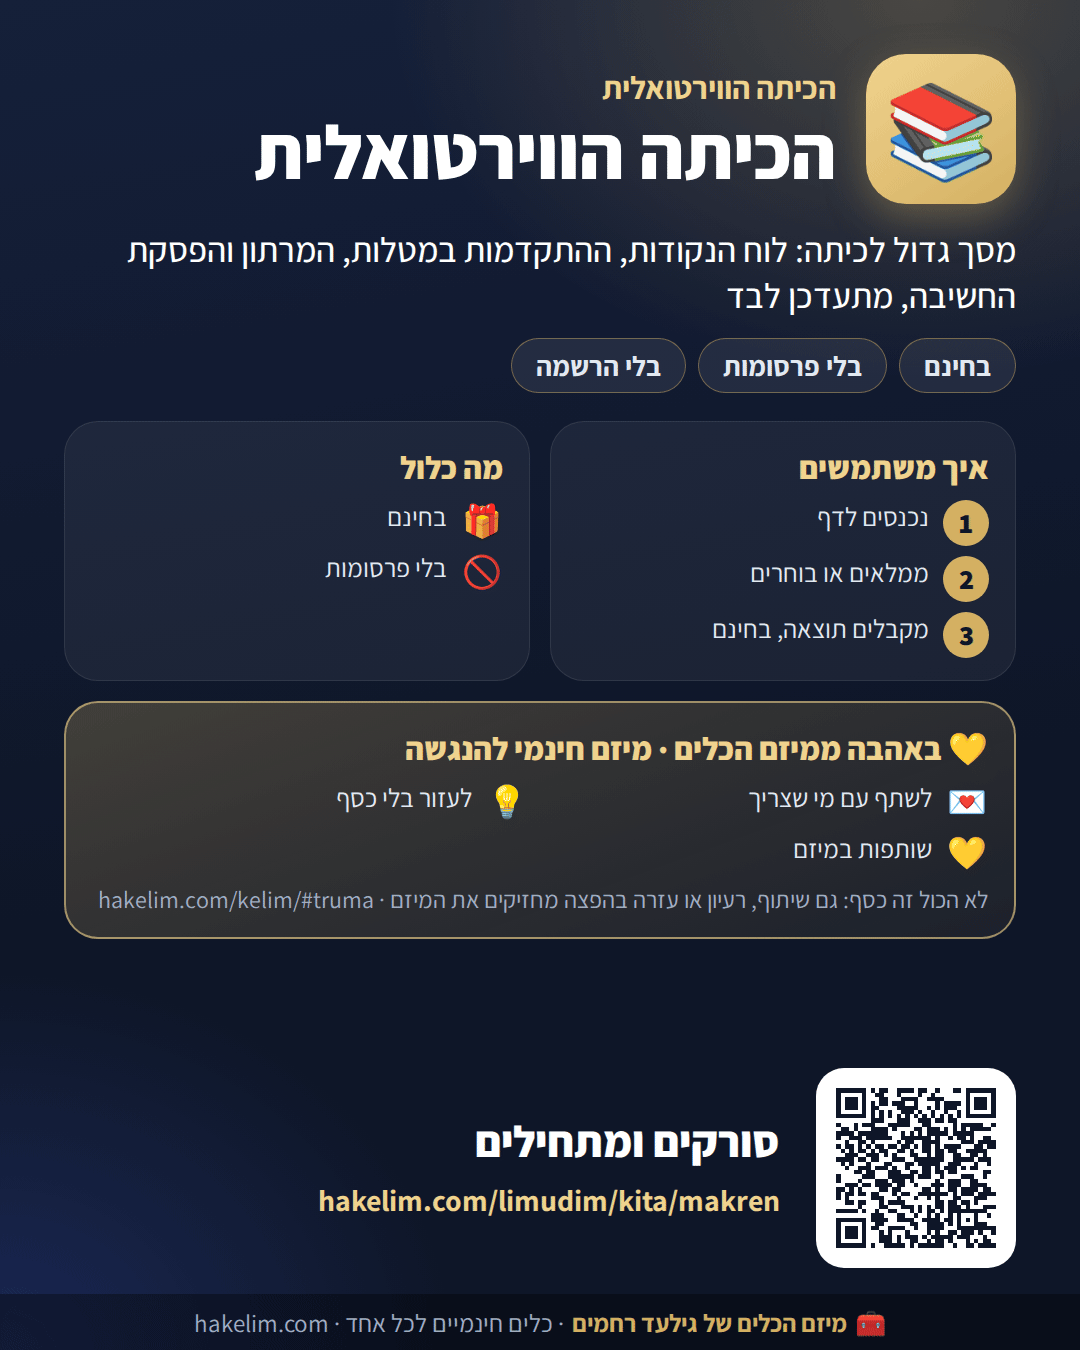 הכיתה הווירטואלית
הכיתה הווירטואלית
מסך גדול לכיתה: לוח הנקודות, ההתקדמות במטלות, המרתון והפסקת
החשיבה, מתעדכן לבד
בחינם
בלי פרסומות
בלי הרשמה
איך משתמשים
1 נכנסים לדף
2 ממלאים או בוחרים
3 מקבלים תוצאה, בחינם
מה כלול
בחינם
בלי פרסומות
באהבה ממיזם הכלים · מיזם חינמי להנגשה
לשתף עם מי שצריך
לעזור בלי כסף
שותפות במיזם
לא הכול זה כסף: גם שיתוף, רעיון או עזרה בהפצה מחזיקים את המיזם · hakelim.com/kelim/#truma
סורקים ומתחילים
hakelim.com/limudim/kita/makren
מיזם הכלים של גילעד רחמים · כלים חינמיים לכל אחד · hakelim.com